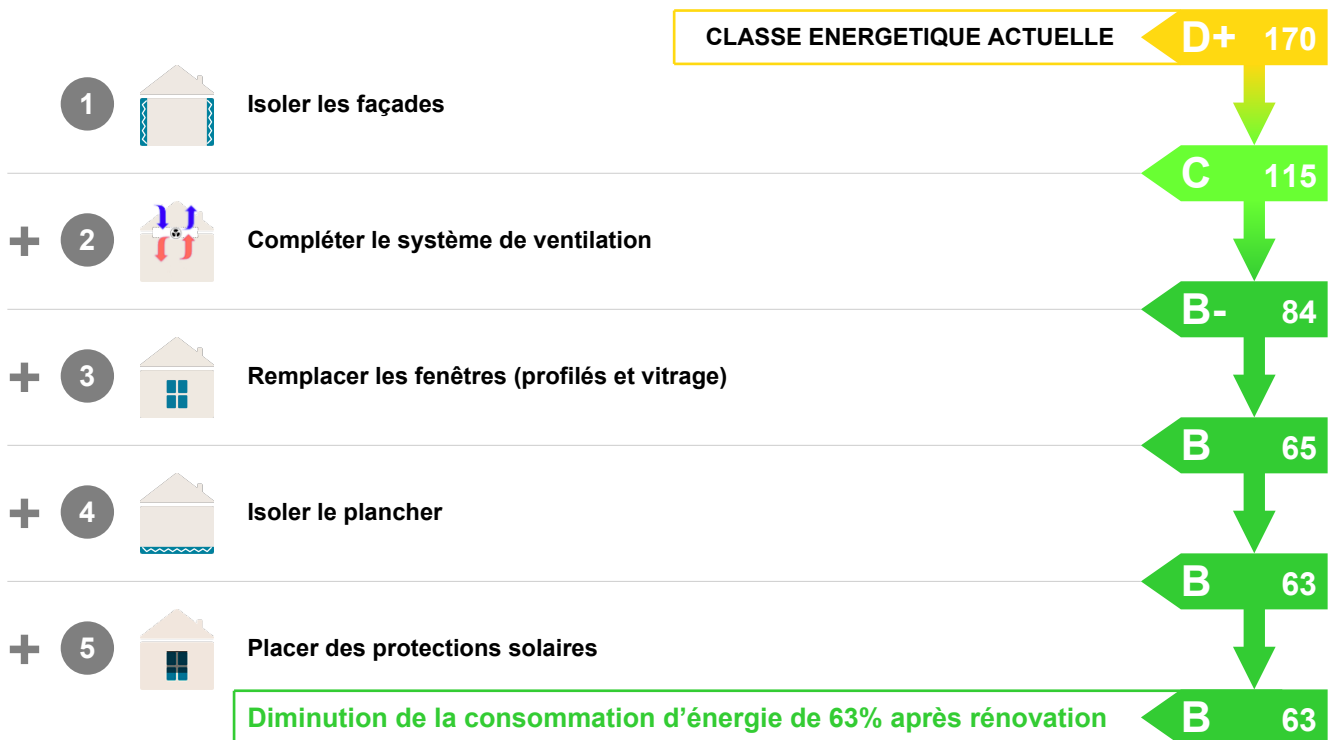 CLASSE ENERGETIQUE ACTUELLE D+ 170
1 Isoler les façades
C 115
+ 2 Compléter le système de ventilation
B- 84
+ 3 Remplacer les fenêtres (profilés et vitrage)
B 65
+ 4 Isoler le plancher
B 63
+ 5 Placer des protections solaires
Diminution de la consommation d’énergie de 63% après rénovation B 63